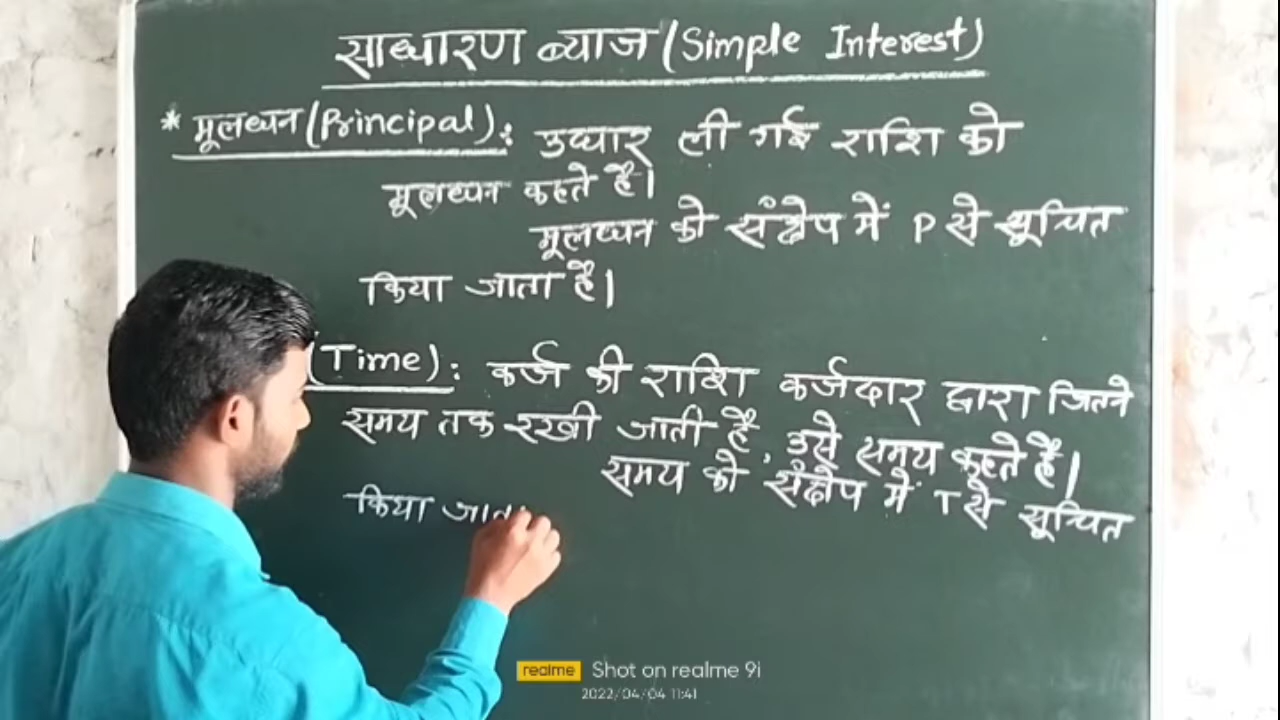 साधारण ब्याज (Simple Interest)
* मूलधन (Principal) : उधार ली गई राशि को
मूलधन कहते है।
मूलधन को संक्षेप में P से सूचित
किया जाता है।
(Time) : कर्ज की राशि कर्जदार द्वारा जितने
समय तक रखी जाती है, उसे समय कहते है।
समय को संक्षेप में T से सूचित
किया जात
realme Shot on realme 9i
2022/04/04 11:41